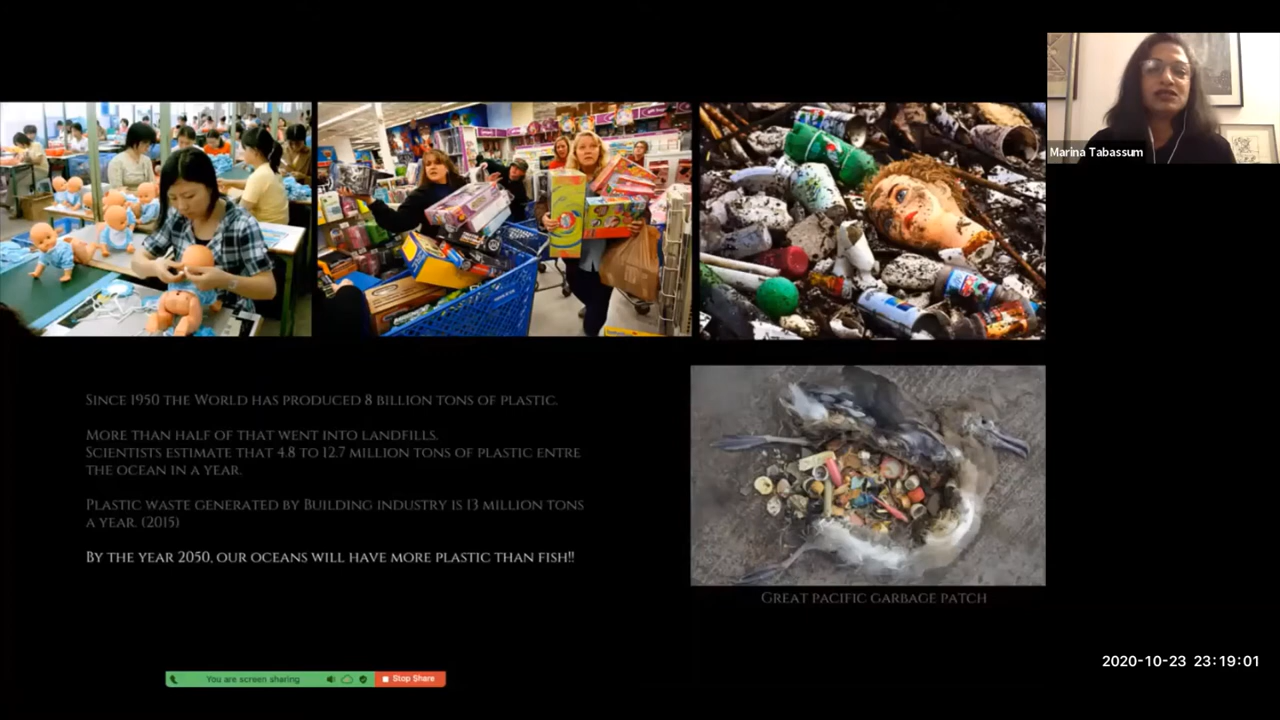 Marina Tabassum
SINCE 1950 THE WORLD HAS PRODUCED 8 BILLION TONS OF PLASTIC.
MORE THAN HALF OF THAT WENT INTO LANDFILLS.
SCIENTISTS ESTIMATE THAT 4.8 TO 12.7 MILLION TONS OF PLASTIC ENTRE
THE OCEAN IN A YEAR.
PLASTIC WASTE GENERATED BY BUILDING INDUSTRY IS 13 MILLION TONS
A YEAR. (2015)
BY THE YEAR 2050, OUR OCEANS WILL HAVE MORE PLASTIC THAN FISH!!
GREAT PACIFIC GARBAGE PATCH
2020-10-23 23:19:01
You are screen sharing
Stop Share